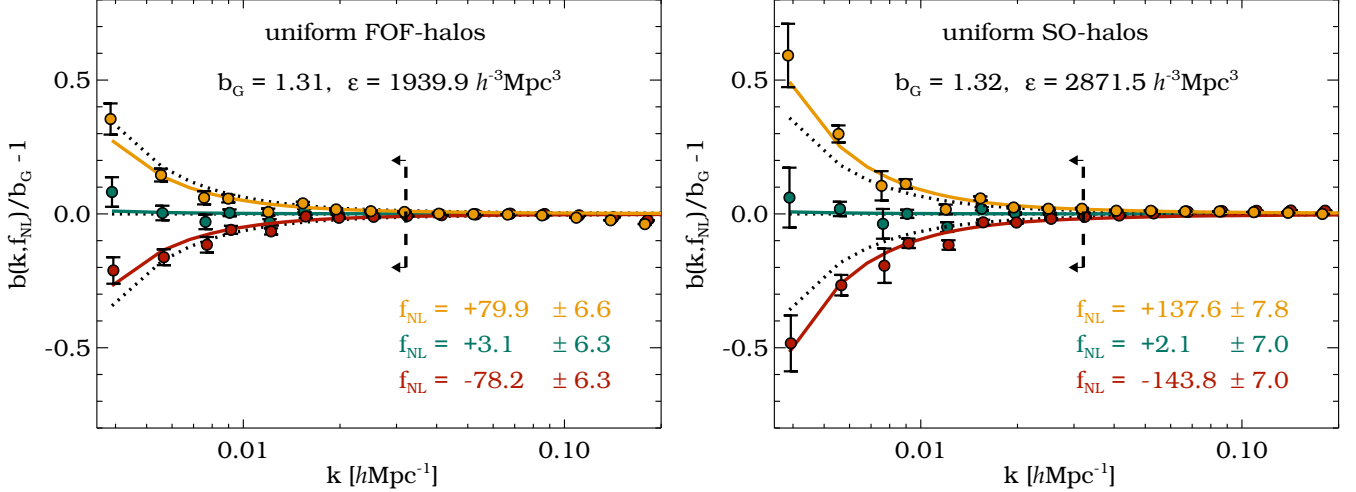 uniform FOF-halos
b_G = 1.31, ε = 1939.9 h⁻³Mpc³
b(k,f_NL)/b_G -1
0.5
0.0
-0.5
f_NL = +79.9 ± 6.6
f_NL = +3.1 ± 6.3
f_NL = -78.2 ± 6.3
0.01
0.10
k [hMpc⁻¹]
uniform SO-halos
b_G = 1.32, ε = 2871.5 h⁻³Mpc³
b(k,f_NL)/b_G -1
0.5
0.0
-0.5
f_NL = +137.6 ± 7.8
f_NL = +2.1 ± 7.0
f_NL = -143.8 ± 7.0
0.01
0.10
k [hMpc⁻¹]